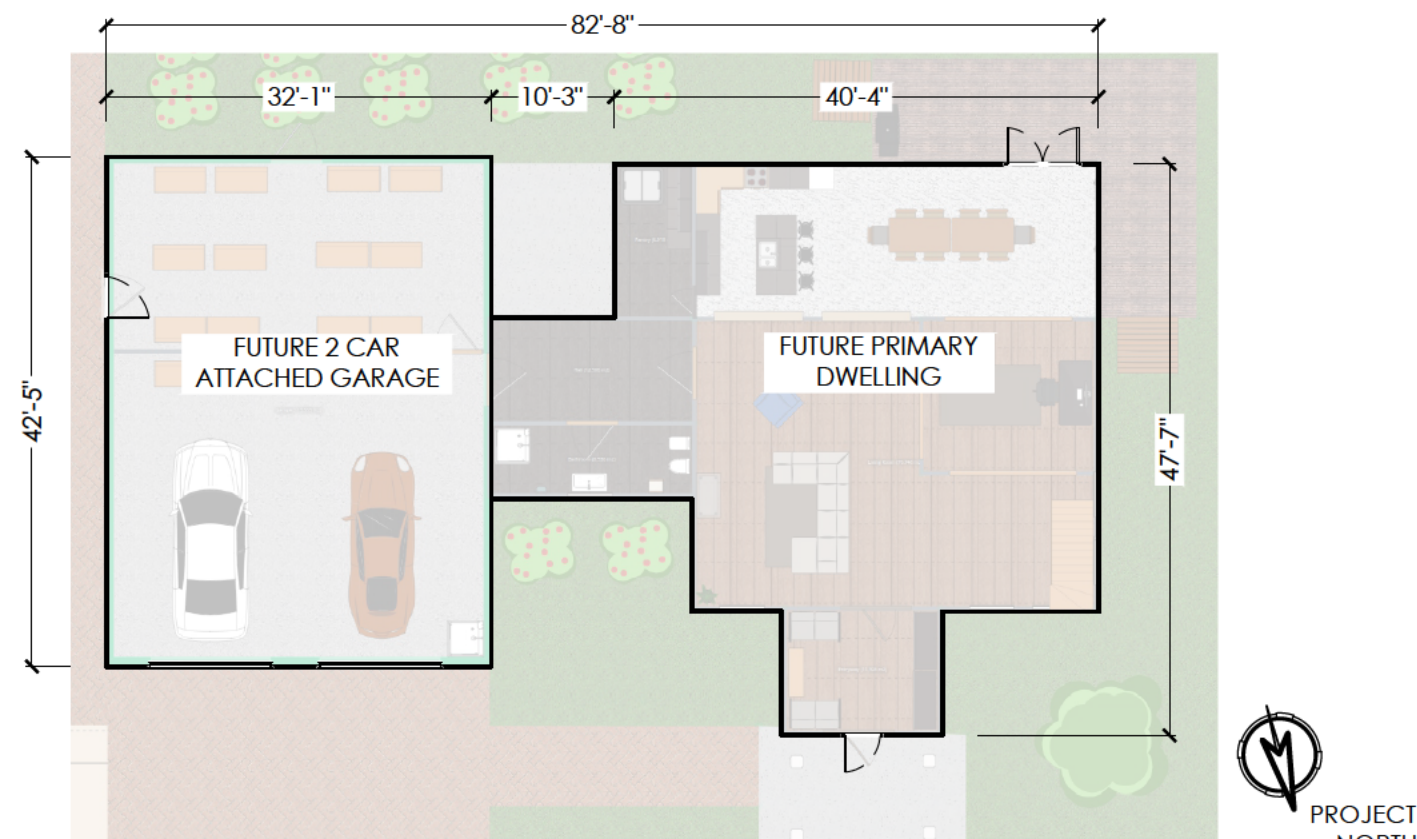 82'-8"
32'-1"
10'-3"
40'-4"
FUTURE 2 CAR
ATTACHED GARAGE
FUTURE PRIMARY
DWELLING
42'-5"
47'-7"
PROJECT